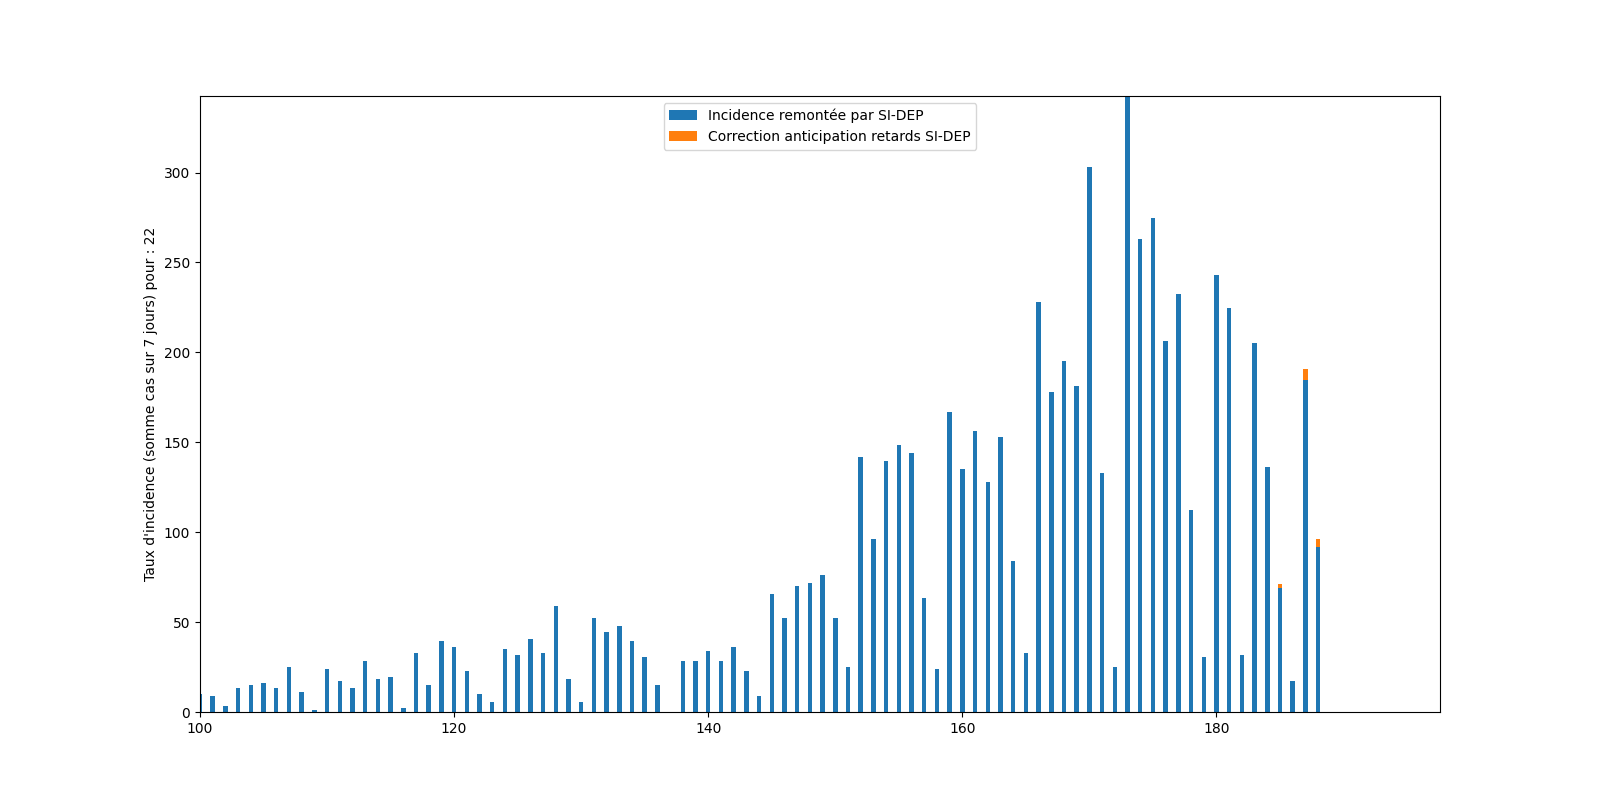 Incidence remontée par SI-DEP
Correction anticipation retards SI-DEP
Taux d'incidence (somme cas sur 7 jours) pour : 22
300
250
200
150
100
50
0
100 120 140 160 180